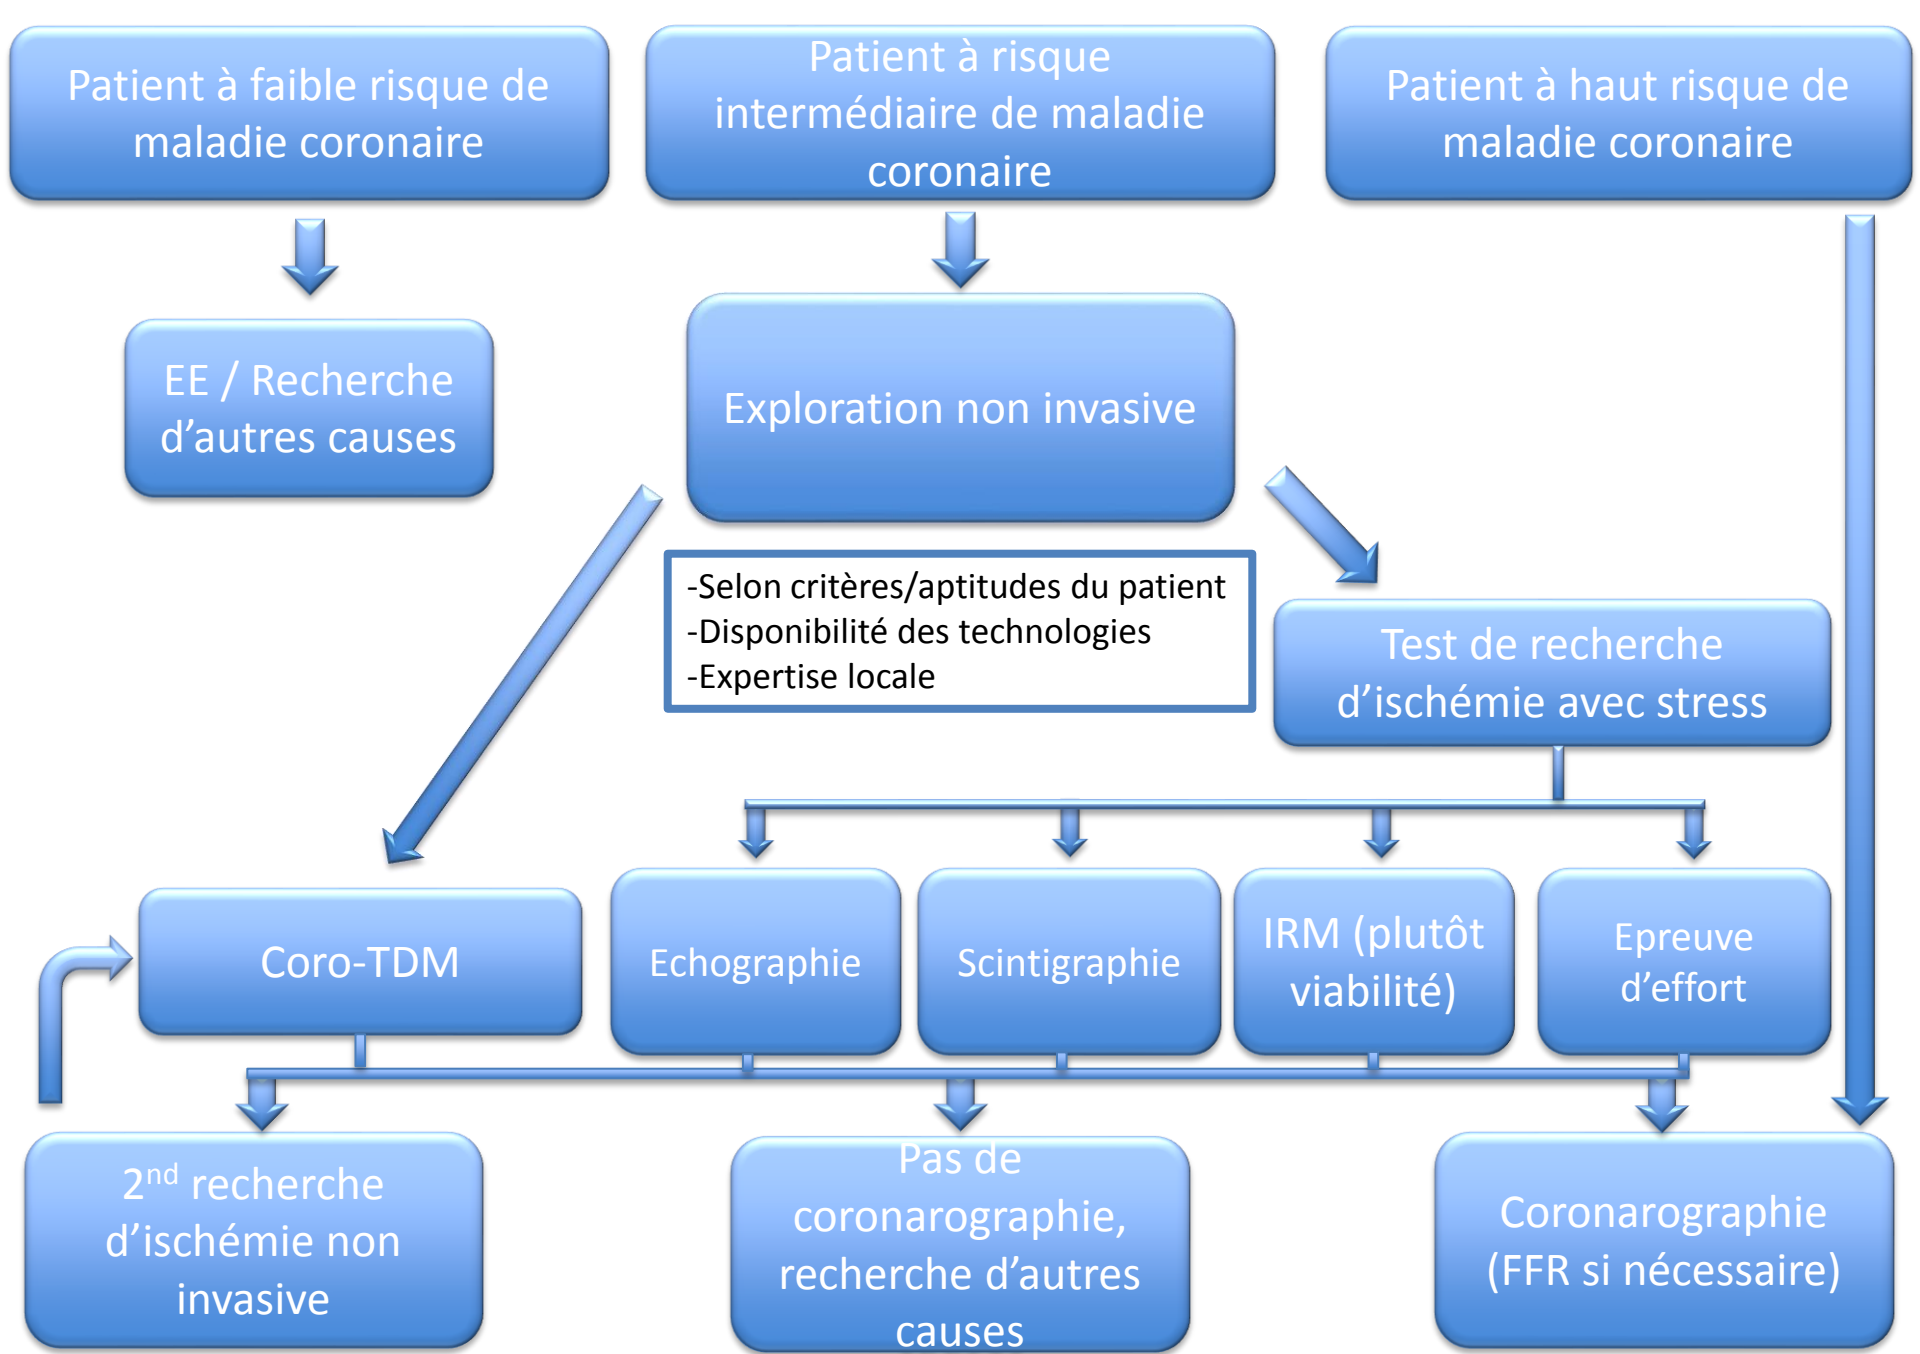 Patient à faible risque de
maladie coronaire
Patient à risque
intermédiaire de maladie
coronaire
Patient à haut risque de
maladie coronaire
EE / Recherche
d’autres causes
Exploration non invasive
-Selon critères/aptitudes du patient
-Disponibilité des technologies
-Expertise locale
Test de recherche
d’ischémie avec stress
Coro-TDM
Echographie
Scintigraphie
IRM (plutôt
viabilité)
Epreuve
d’effort
2nd recherche
d’ischémie non
invasive
Pas de
coronarographie,
recherche d’autres
causes
Coronarographie
(FFR si nécessaire)